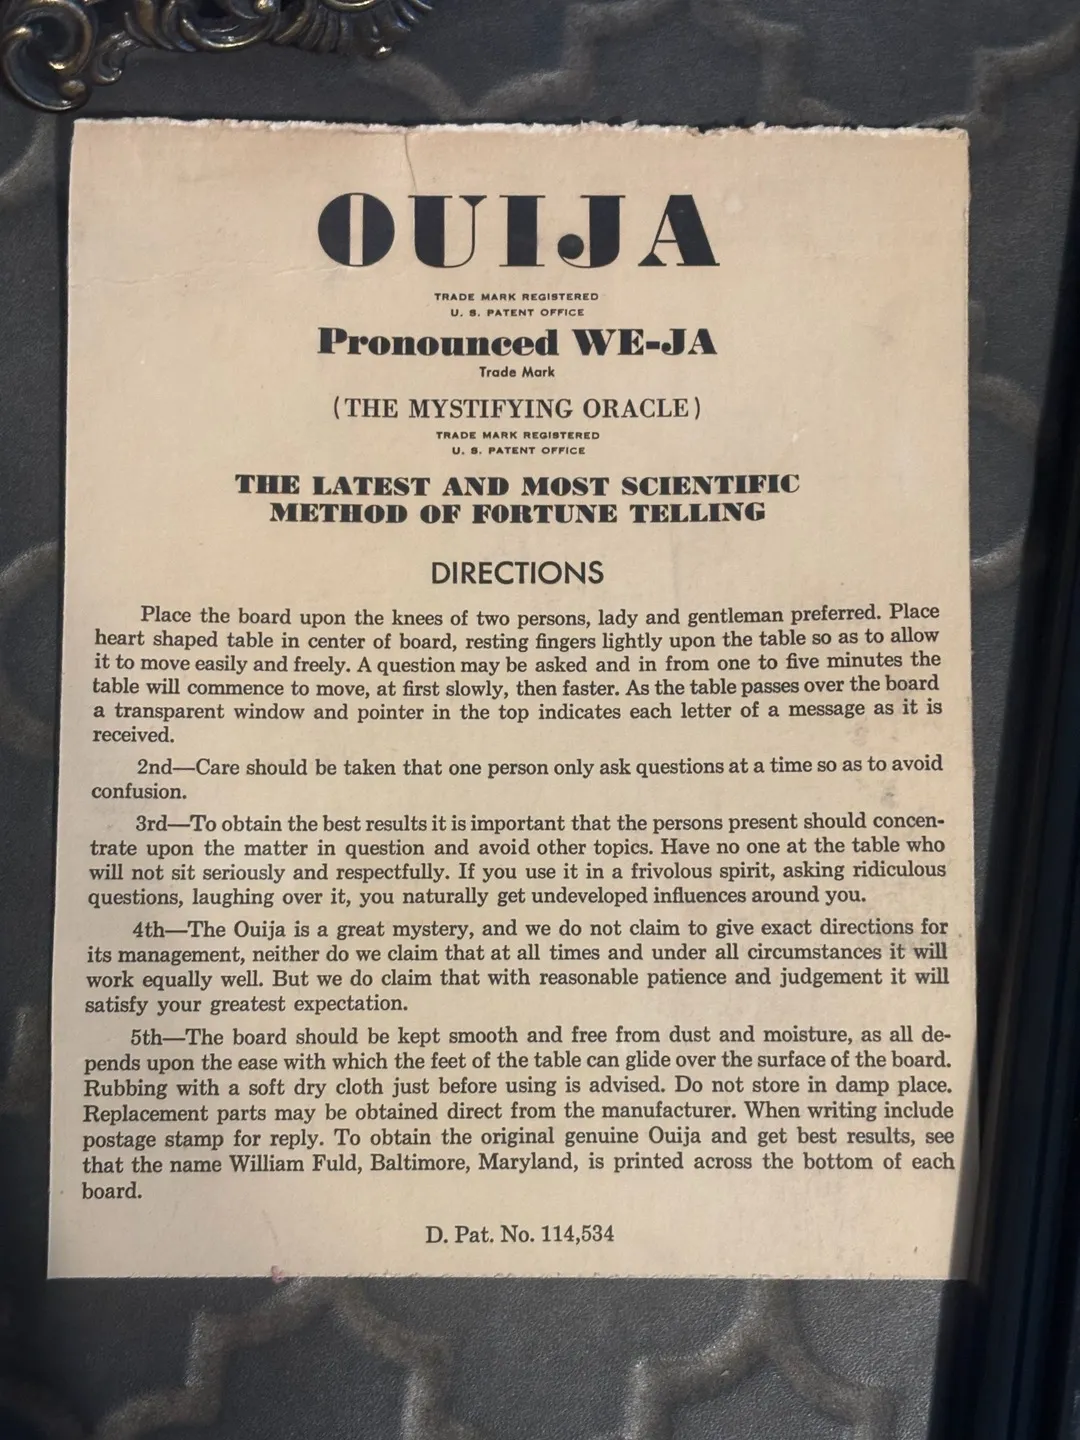 OUIJA
TRADE MARK REGISTERED
U. S. PATENT OFFICE
Pronounced WE-JA
Trade Mark
(THE MYSTIFYING ORACLE)
TRADE MARK REGISTERED
U. S. PATENT OFFICE
THE LATEST AND MOST SCIENTIFIC
METHOD OF FORTUNE TELLING
DIRECTIONS
Place the board upon the knees of two persons, lady and gentleman preferred. Place
heart shaped table in center of board, resting fingers lightly upon the table so as to allow
it to move easily and freely. A question may be asked and in from one to five minutes the
table will commence to move, at first slowly, then faster. As the table passes over the board
a transparent window and pointer in the top indicates each letter of a message as it is
received.
2nd—Care should be taken that one person only ask questions at a time so as to avoid
confusion.
3rd—To obtain the best results it is important that the persons present should concen-
trate upon the matter in question and avoid other topics. Have no one at the table who
will not sit seriously and respectfully. If you use it in a frivolous spirit, asking ridiculous
questions, laughing over it, you naturally get undeveloped influences around you.
4th—The Ouija is a great mystery, and we do not claim to give exact directions for
its management, neither do we claim that at all times and under all circumstances it will
work equally well. But we do claim that with reasonable patience and judgement it will
satisfy your greatest expectation.
5th—The board should be kept smooth and free from dust and moisture, as all de-
pends upon the ease with which the feet of the table can glide over the surface of the board.
Rubbing with a soft dry cloth just before using is advised. Do not store in damp place.
Replacement parts may be obtained direct from the manufacturer. When writing include
postage stamp for reply. To obtain the original genuine Ouija and get best results, see
that the name William Fuld, Baltimore, Maryland, is printed across the bottom of each
board.
D. Pat. No. 114,534